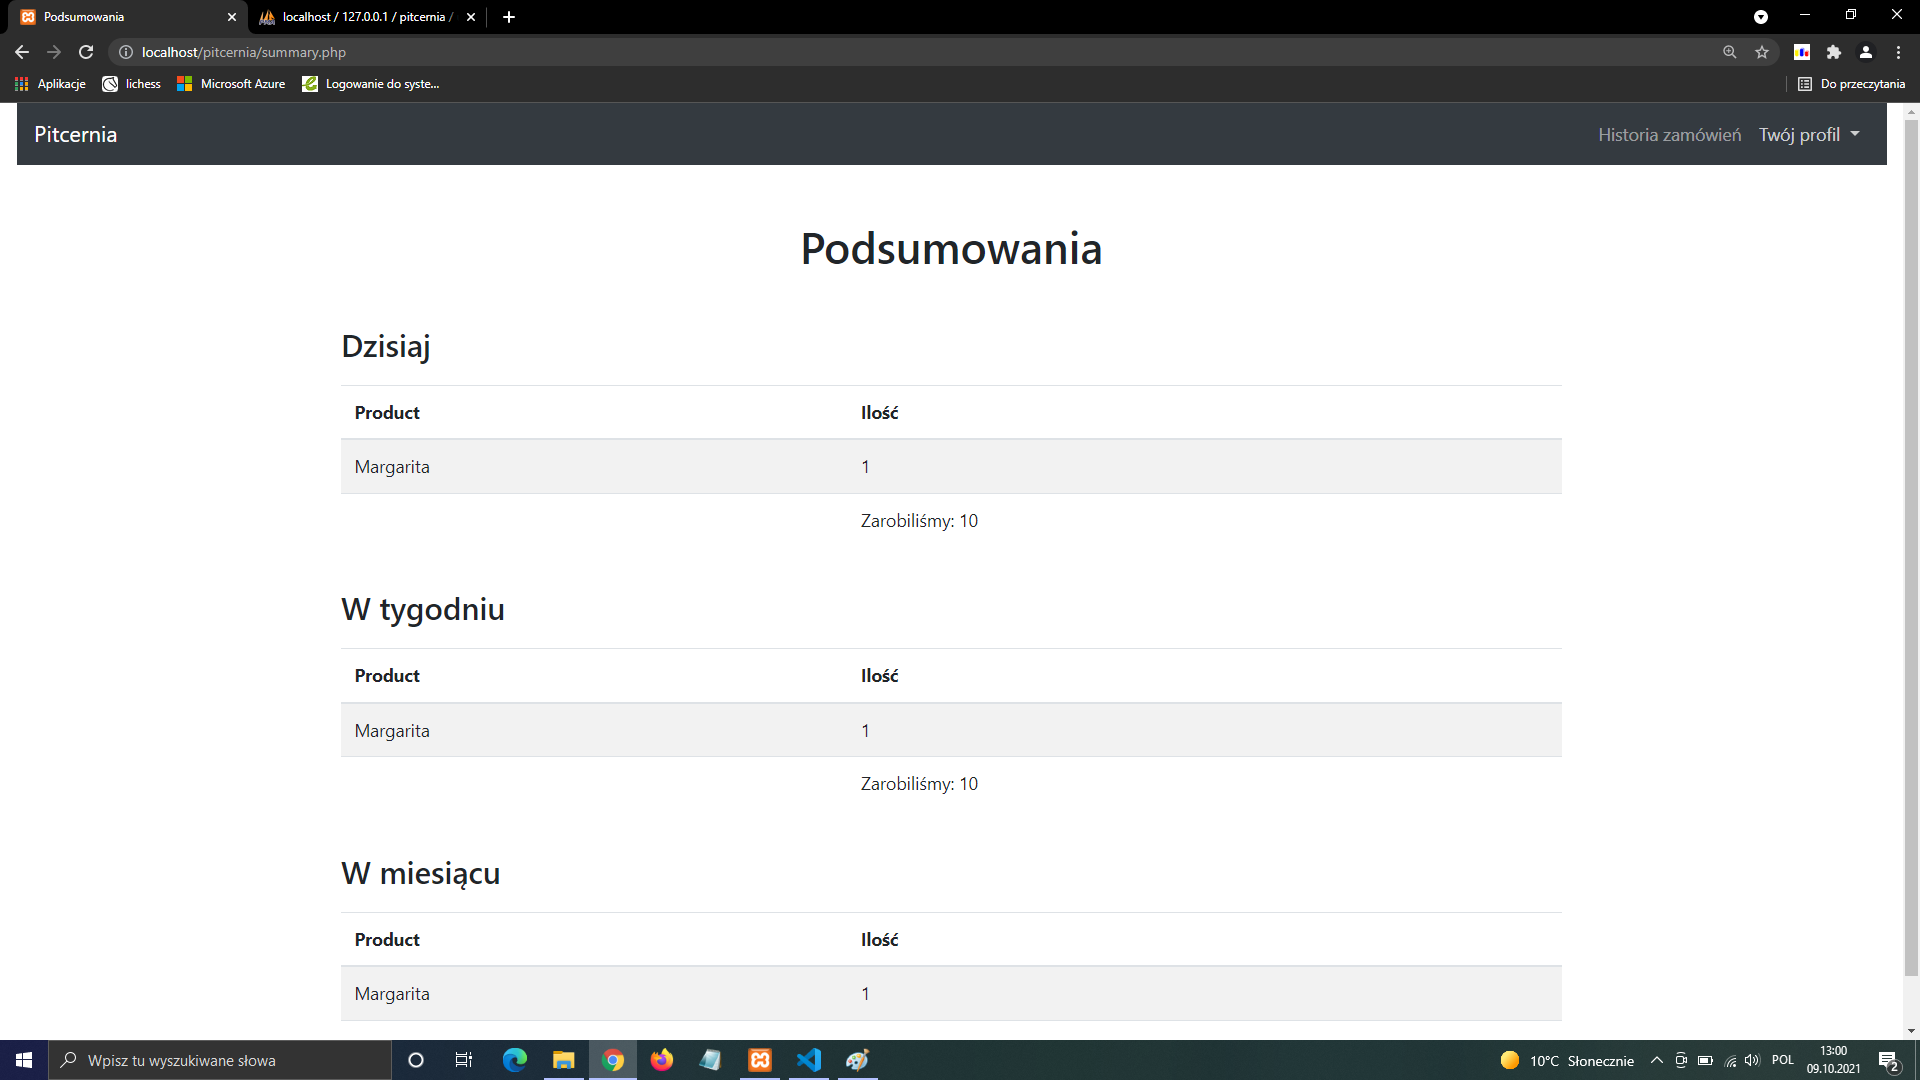 Podsumowania
localhost / 127.0.0.1 / pitcernia /
localhost/pitcernia/summary.php
Aplikacje
lichess
Microsoft Azure
Logowanie do syste...
Do przeczytania
Pitcernia
Historia zamówień
Twój profil
Podsumowania
Dzisiaj
Product Ilość
Margarita 1
Zarobiliśmy: 10
W tygodniu
Product Ilość
Margarita 1
Zarobiliśmy: 10
W miesiącu
Product Ilość
Margarita 1
Wpisz tu wyszukiwane słowa
10°C Słonecznie
POL
13:00
09.10.2021
2